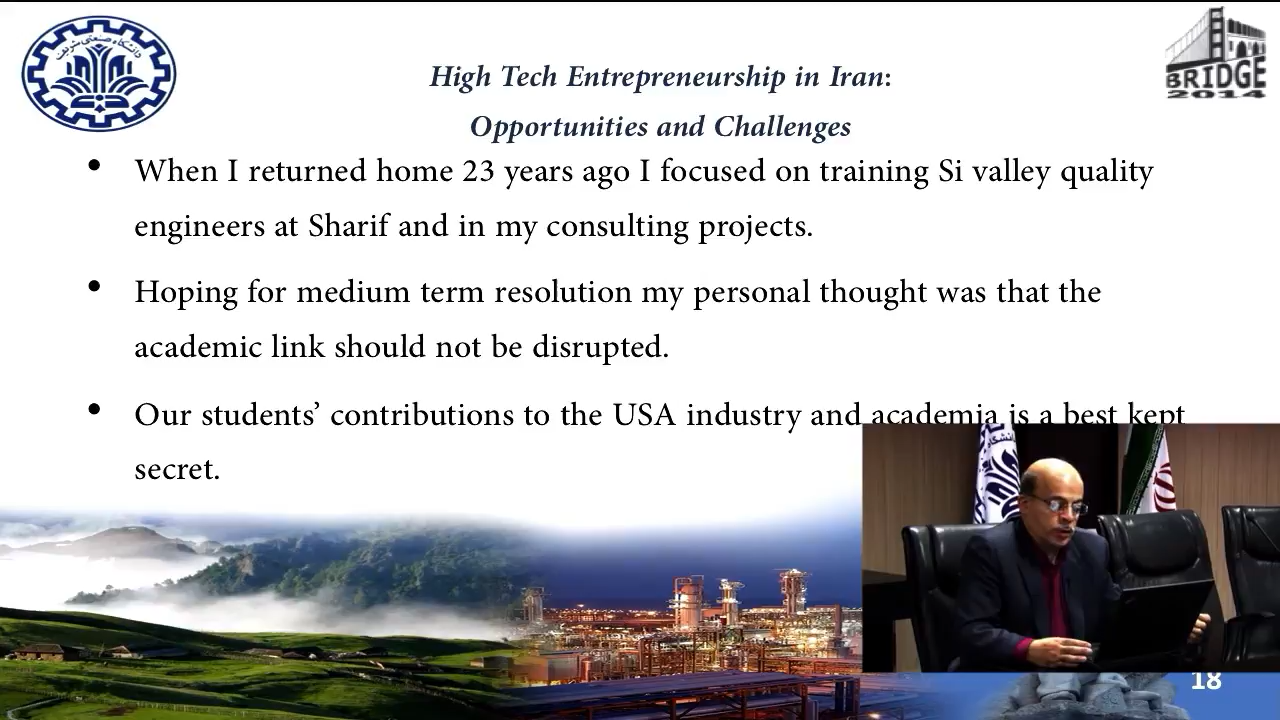 دانشگاه صنعتی شریف
BRIDGE
2014
High Tech Entrepreneurship in Iran:
Opportunities and Challenges
• When I returned home 23 years ago I focused on training Si valley quality
engineers at Sharif and in my consulting projects.
• Hoping for medium term resolution my personal thought was that the
academic link should not be disrupted.
• Our students’ contributions to the USA industry and academia is a best kept
secret.
18